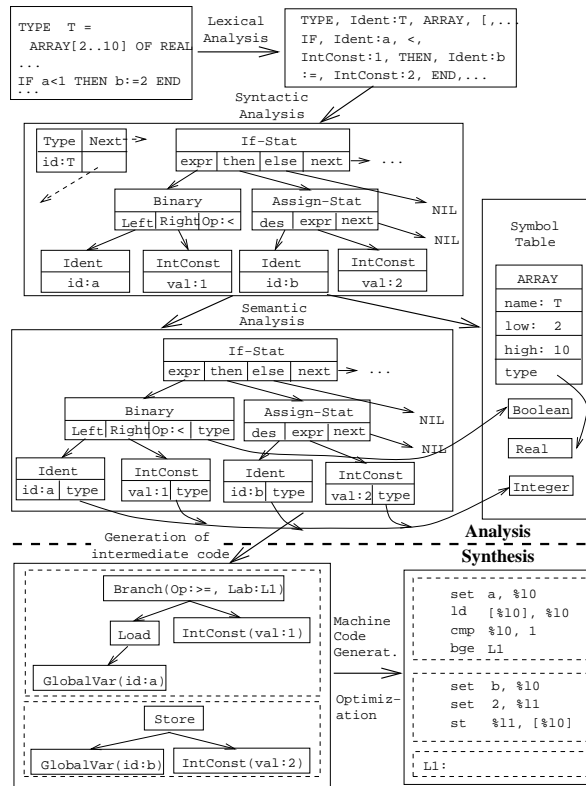 TYPE T =
ARRAY[2..10] OF REAL
...
IF a<1 THEN b:=2 END
...
Lexical
Analysis
TYPE, Ident:T, ARRAY, [,...
IF, Ident:a, <,
IntConst:1, THEN, Ident:b
:=, IntConst:2, END,...
Syntactic
Analysis
Type Next
id:T
If-Stat
expr then else next
...
Binary
Left Right Op:<
Assign-Stat
des expr next
NIL
NIL
Ident
id:a
IntConst
val:1
Ident
id:b
IntConst
val:2
Symbol
Table
ARRAY
name: T
low: 2
high: 10
type
Boolean
Real
Integer
Semantic
Analysis
If-Stat
expr then else next
...
Binary
Left Right Op:< type
Assign-Stat
des expr next
NIL
NIL
Ident
id:a type
IntConst
val:1 type
Ident
id:b type
IntConst
val:2 type
Analysis
Synthesis
Generation of
intermediate code
Branch(Op:>=, Lab:L1)
Load
IntConst(val:1)
GlobalVar(id:a)
Store
GlobalVar(id:b)
IntConst(val:2)
Machine
Code
Generat.
Optimiz-
ation
set a, %l0
ld [%l0], %l0
cmp %l0, 1
bge L1
set b, %l0
set 2, %l1
st %l1, [%l0]
L1: